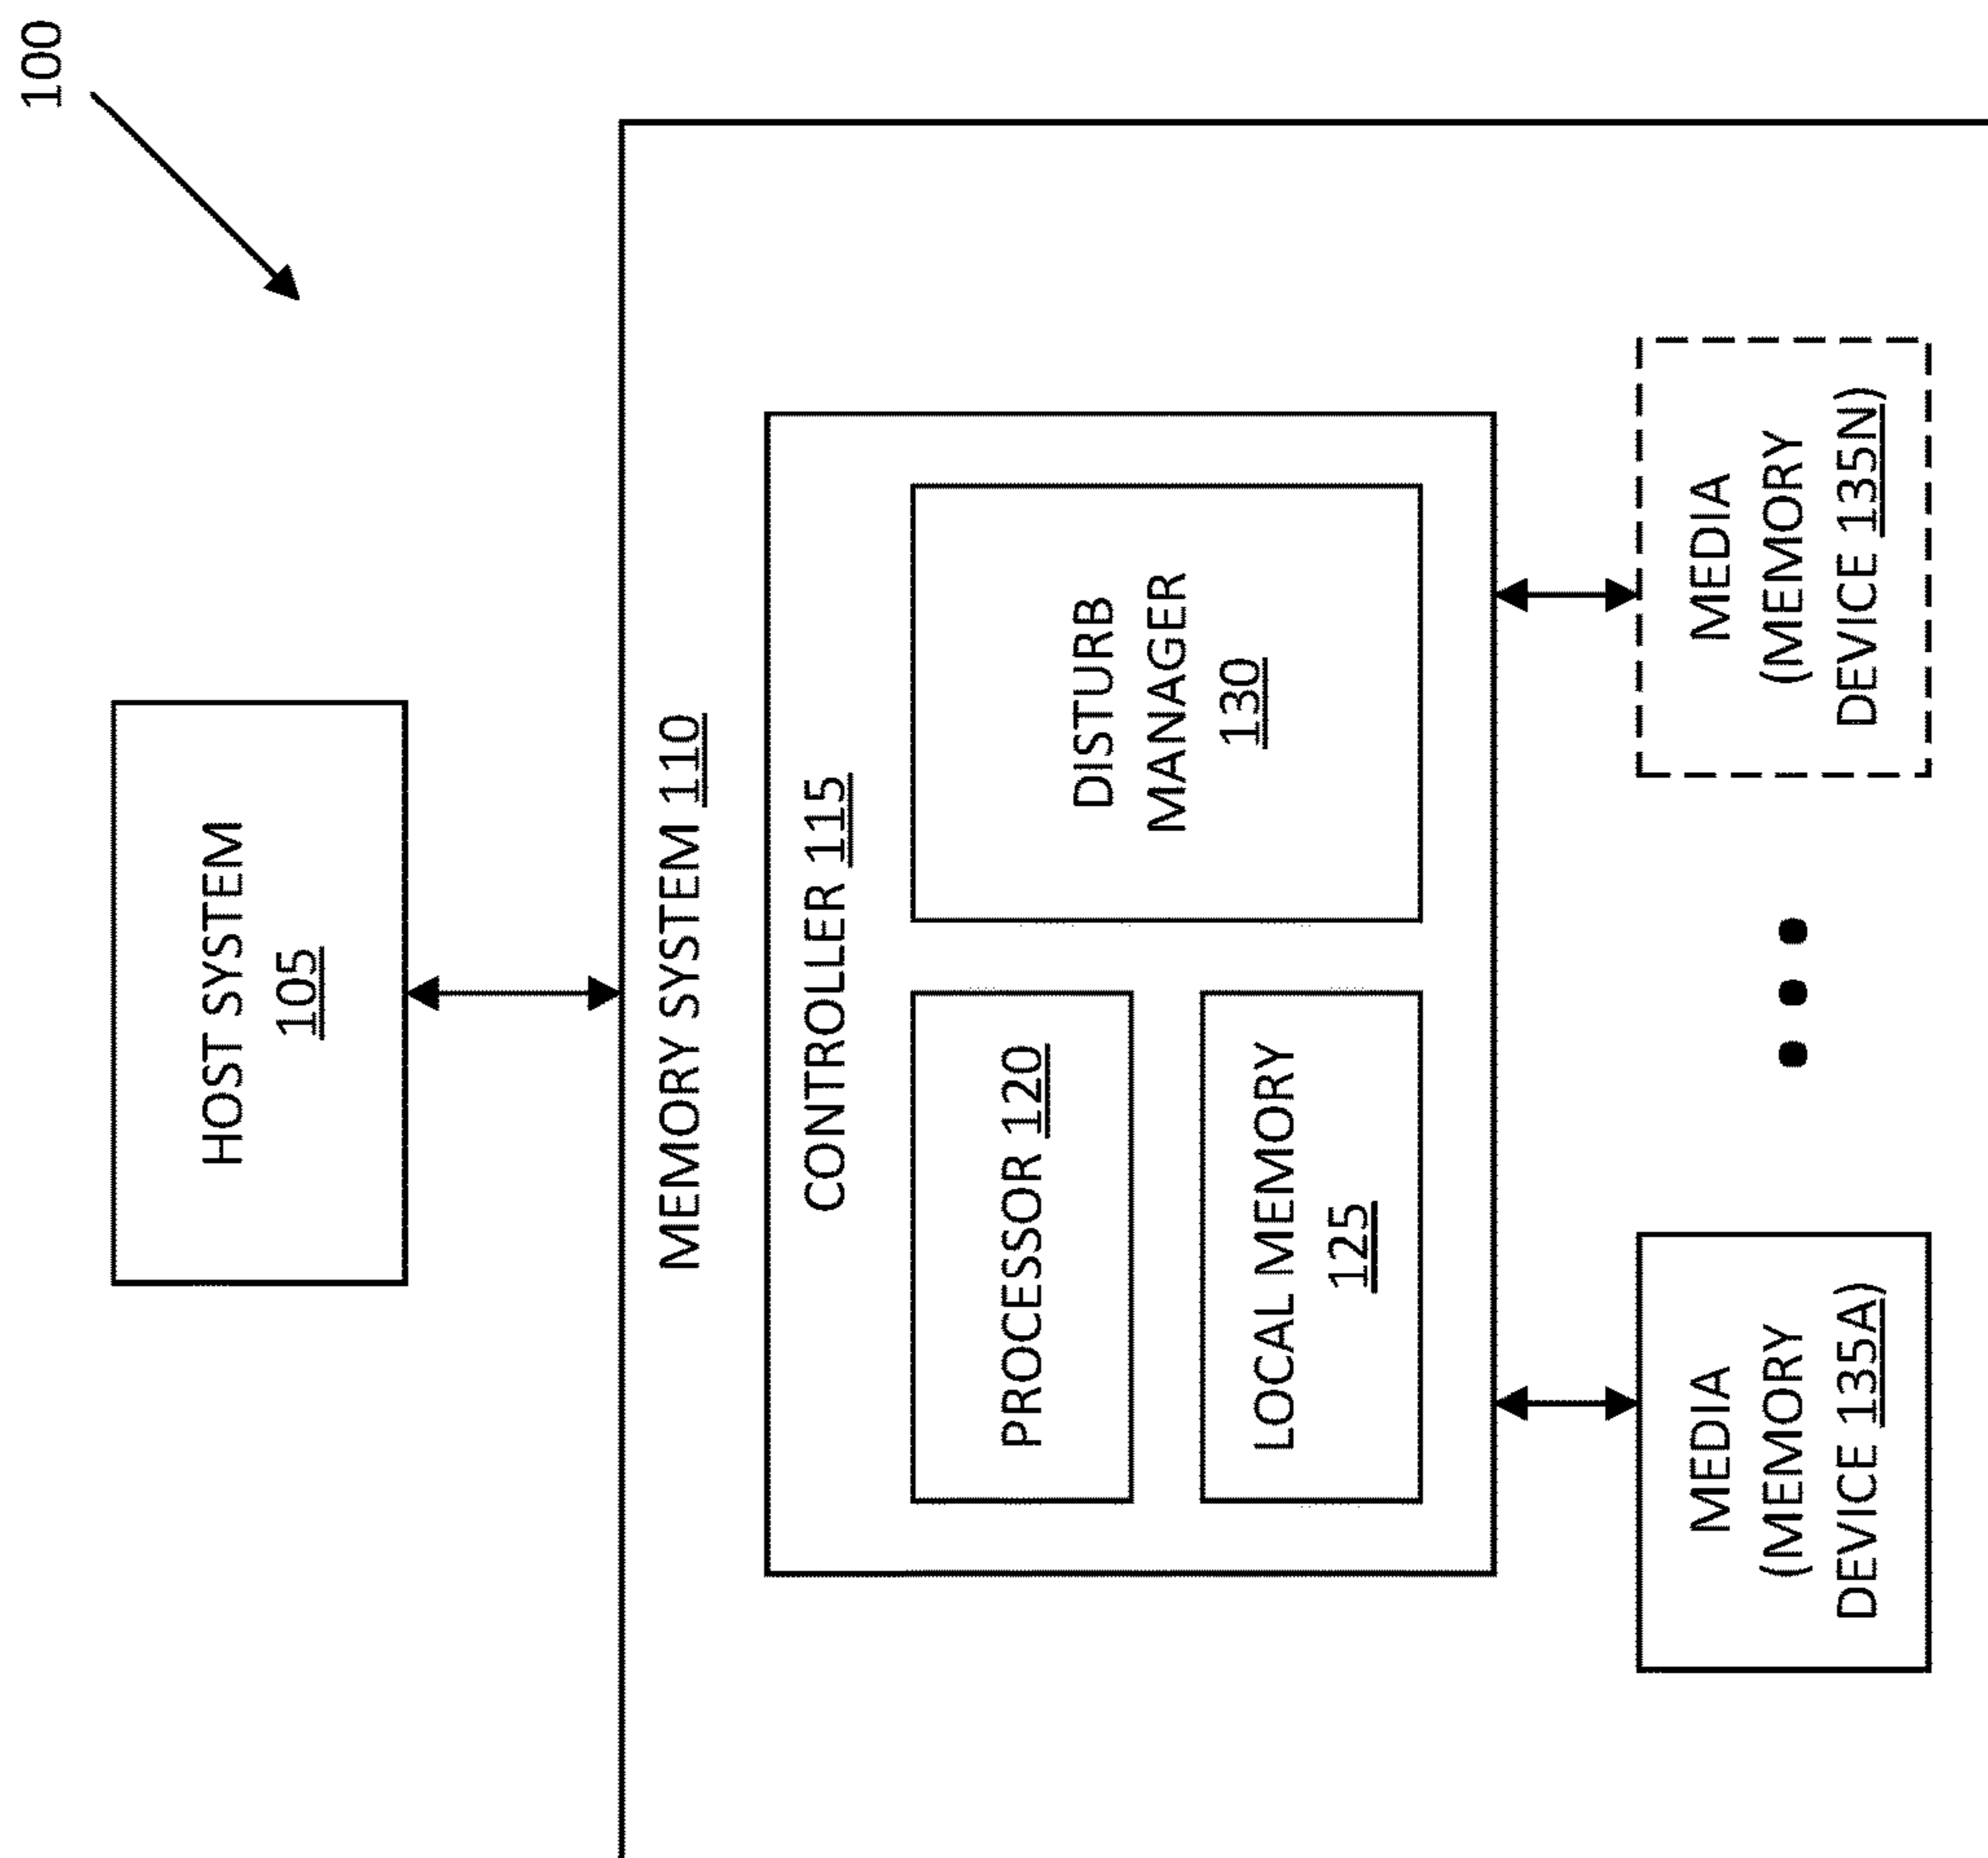 100
HOST SYSTEM
105
MEMORY SYSTEM 110
CONTROLLER 115
PROCESSOR 120
LOCAL MEMORY
125
DISTURB
MANAGER
130
MEDIA
(MEMORY
DEVICE 135A)
MEDIA
(MEMORY
DEVICE 135N)